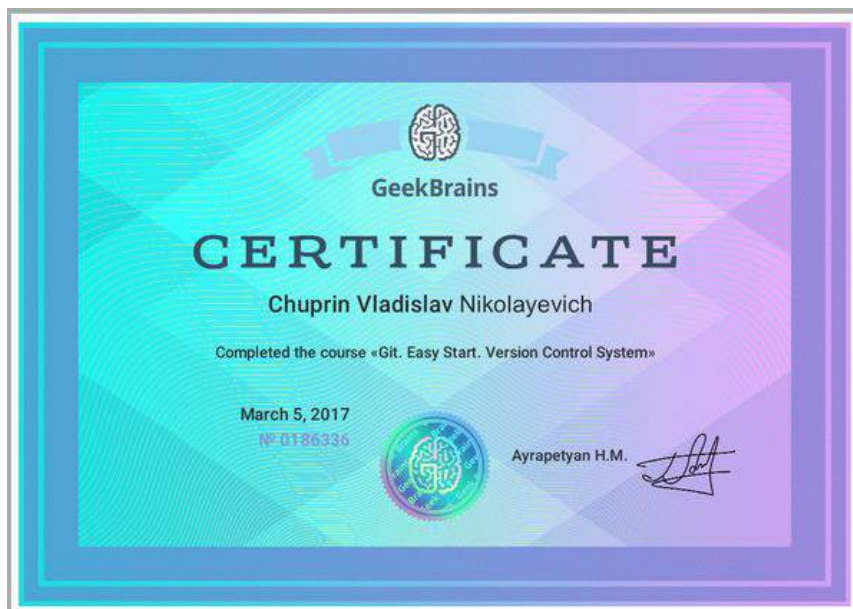 GeekBrains
CERTIFICATE
Chuprin Vladislav Nikolayevich
Completed the course «Git. Easy Start. Version Control System»
March 5, 2017
№ 0186336
Ayrapetyan H.M.